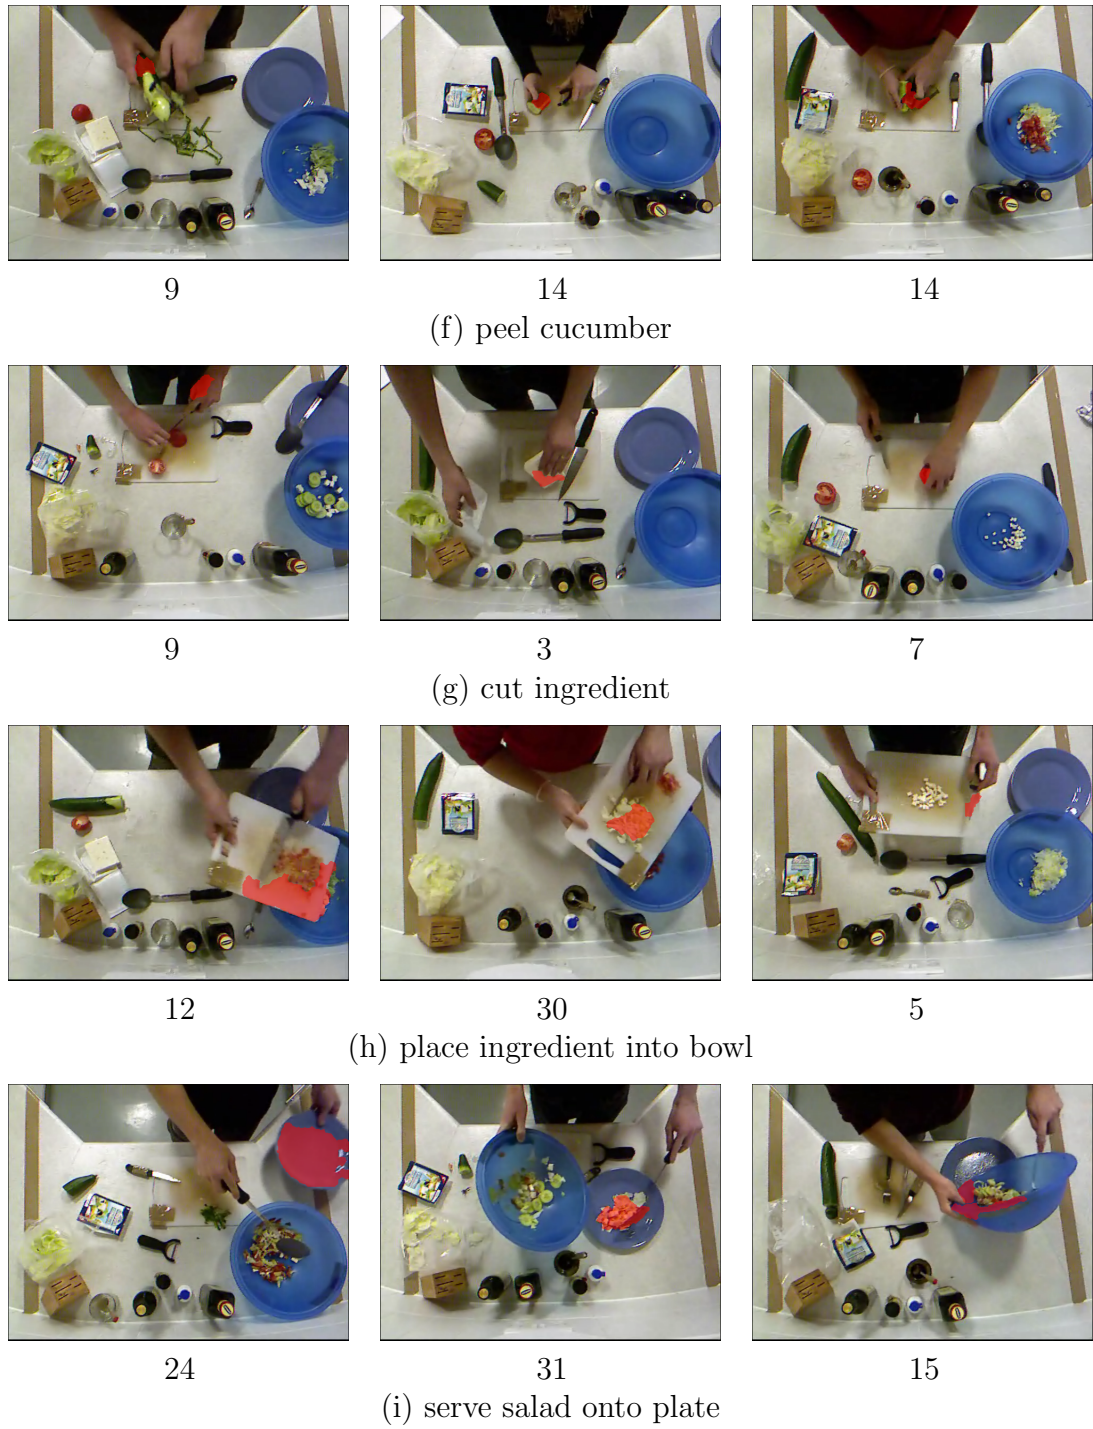 9 14 14
(f) peel cucumber
9 3 7
(g) cut ingredient
12 30 5
(h) place ingredient into bowl
24 31 15
(i) serve salad onto plate